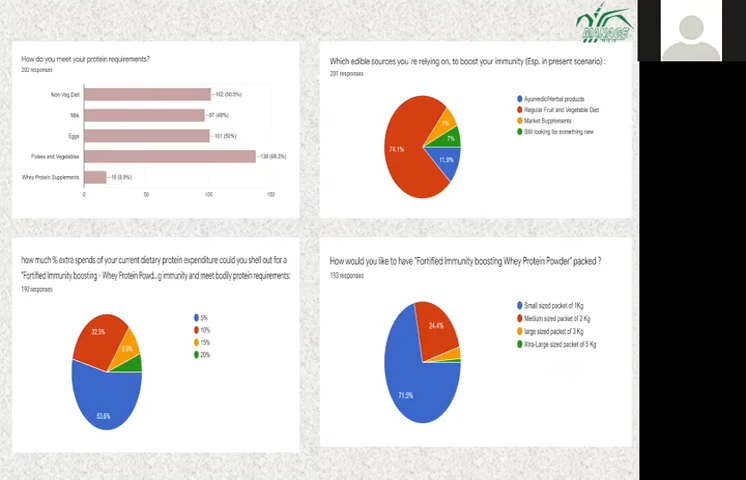 MANAGE
How do you meet your protein requirements?
202 responses
Non-Veg Diet
102 (50.5%)
Milk
97 (48%)
Eggs
101 (50%)
Pulses and Vegetables
138 (68.3%)
Whey Protein Supplements
18 (8.9%)
0 50 100 150
Which edible sources you're relying on, to boost your immunity (Esp. in present scenario) :
201 responses
Ayurvedic/Herbal products
Regular Fruit and Vegetable Diet
Market Supplements
Still looking for something new
74.1%
7%
7%
11.9%
how much % extra spends of your current dietary protein expenditure could you shell out for a
"Fortified Immunity boosting - Whey Protein Powd...g immunity and meet bodily protein requirements:
192 responses
5%
10%
15%
20%
32.3%
53.6%
How would you like to have "Fortified Immunity boosting Whey Protein Powder" packed ?
193 responses
Small sized packet of 1Kg
Medium sized packet of 2 Kg
large sized packet of 3 Kg
Xtra-Large sized packet of 5 Kg
24.4%
71.5%